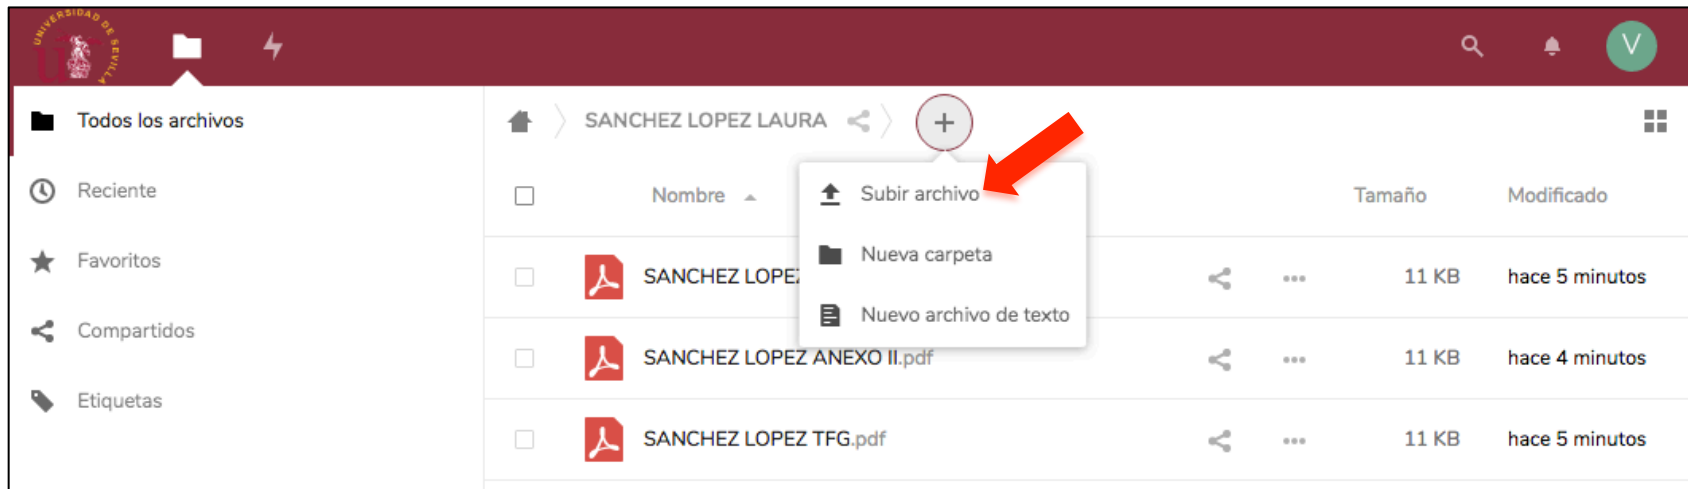 UNIVERSIDAD DE SEVILLA
V
Todos los archivos
SANCHEZ LOPEZ LAURA
Reciente
Nombre
Subir archivo
Tamaño
Modificado
Favoritos
Nueva carpeta
SANCHEZ LOPEZ
11 KB
hace 5 minutos
Nuevo archivo de texto
Compartidos
SANCHEZ LOPEZ ANEXO II.pdf
11 KB
hace 4 minutos
Etiquetas
SANCHEZ LOPEZ TFG.pdf
11 KB
hace 5 minutos